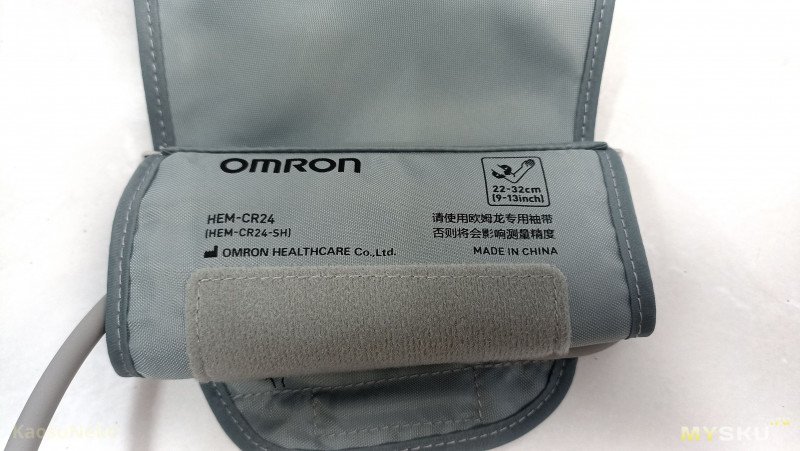 OMRON
22-32cm
(9-13inch)
HEM-CR24
(HEM-CR24-SH)
OMRON HEALTHCARE Co.,Ltd.
请使用欧姆龙专用袖带
否则将会影响测量精度
MADE IN CHINA
MYSKU